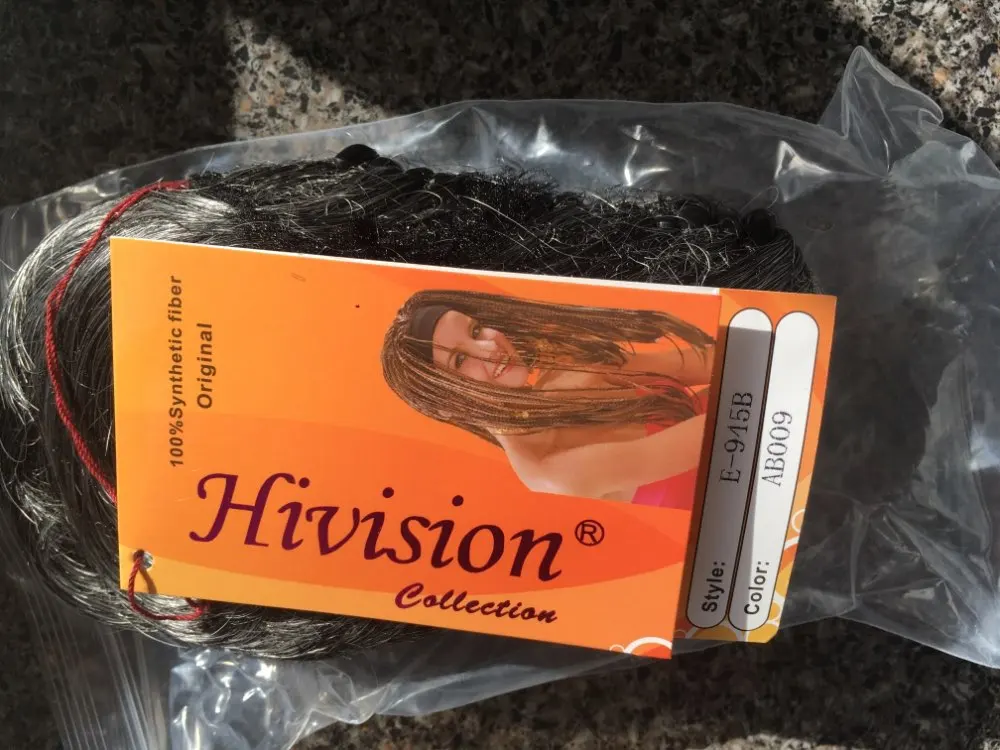 100%Synthetic fiber
Original
Hivision®
Collection
Style: E-945B
Color: AB009